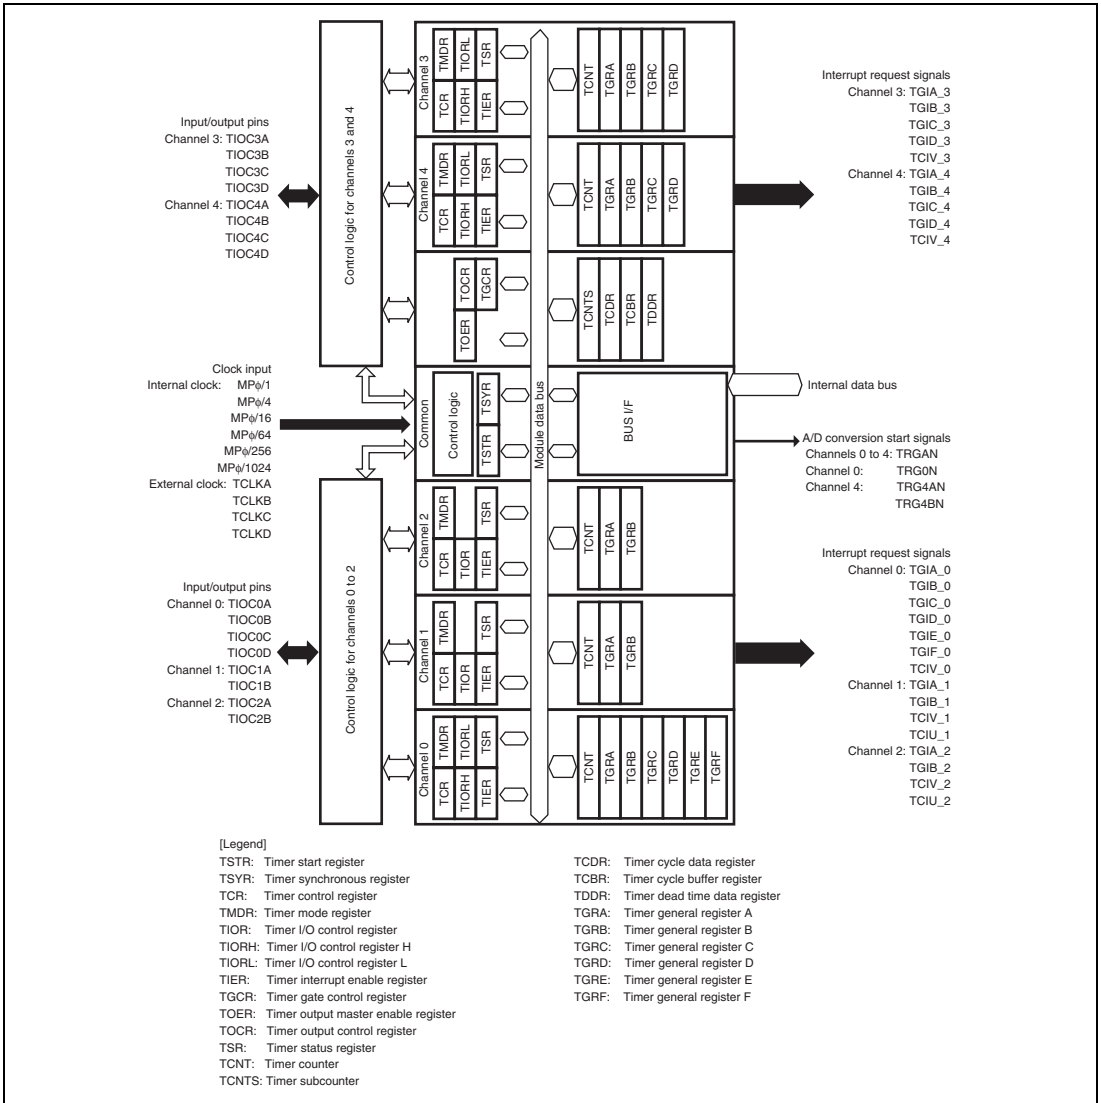 Input/output pins
Channel 3: TIOC3A
TIOC3B
TIOC3C
TIOC3D
Channel 4: TIOC4A
TIOC4B
TIOC4C
TIOC4D
Clock input
Internal clock: MPφ/1
MPφ/4
MPφ/16
MPφ/64
MPφ/256
MPφ/1024
External clock: TCLKA
TCLKB
TCLKC
TCLKD
Input/output pins
Channel 0: TIOC0A
TIOC0B
TIOC0C
TIOC0D
Channel 1: TIOC1A
TIOC1B
Channel 2: TIOC2A
TIOC2B
Control logic for channels 3 and 4
Control logic for channels 0 to 2
Channel 3
TMDR
TIORL
TSR
TCR
TIORH
TIER
TCNT
TGRA
TGRB
TGRC
TGRD
Channel 4
TMDR
TIORL
TSR
TCR
TIORH
TIER
TCNT
TGRA
TGRB
TGRC
TGRD
TOCR
TGCR
TOER
TCNTS
TCDR
TCBR
TDDR
Common
Control logic
TSYR
TSTR
Module data bus
BUS I/F
Channel 2
TMDR
TSR
TCR
TIOR
TIER
TCNT
TGRA
TGRB
Channel 1
TMDR
TSR
TCR
TIOR
TIER
TCNT
TGRA
TGRB
Channel 0
TMDR
TIORL
TSR
TCR
TIORH
TIER
TCNT
TGRA
TGRB
TGRC
TGRD
TGRE
TGRF
Interrupt request signals
Channel 3: TGIA_3
TGIB_3
TGIC_3
TGID_3
TCIV_3
Channel 4: TGIA_4
TGIB_4
TGIC_4
TGID_4
TCIV_4
Internal data bus
A/D conversion start signals
Channels 0 to 4: TRGAN
Channel 0: TRG0N
Channel 4: TRG4AN
TRG4BN
Interrupt request signals
Channel 0: TGIA_0
TGIB_0
TGIC_0
TGID_0
TGIE_0
TGIF_0
TCIV_0
Channel 1: TGIA_1
TGIB_1
TCIV_1
TCIU_1
Channel 2: TGIA_2
TGIB_2
TCIV_2
TCIU_2
[Legend]
TSTR: Timer start register
TSYR: Timer synchronous register
TCR: Timer control register
TMDR: Timer mode register
TIOR: Timer I/O control register
TIORH: Timer I/O control register H
TIORL: Timer I/O control register L
TIER: Timer interrupt enable register
TGCR: Timer gate control register
TOER: Timer output master enable register
TOCR: Timer output control register
TSR: Timer status register
TCNT: Timer counter
TCNTS: Timer subcounter
TCDR: Timer cycle data register
TCBR: Timer cycle buffer register
TDDR: Timer dead time data register
TGRA: Timer general register A
TGRB: Timer general register B
TGRC: Timer general register C
TGRD: Timer general register D
TGRE: Timer general register E
TGRF: Timer general register F